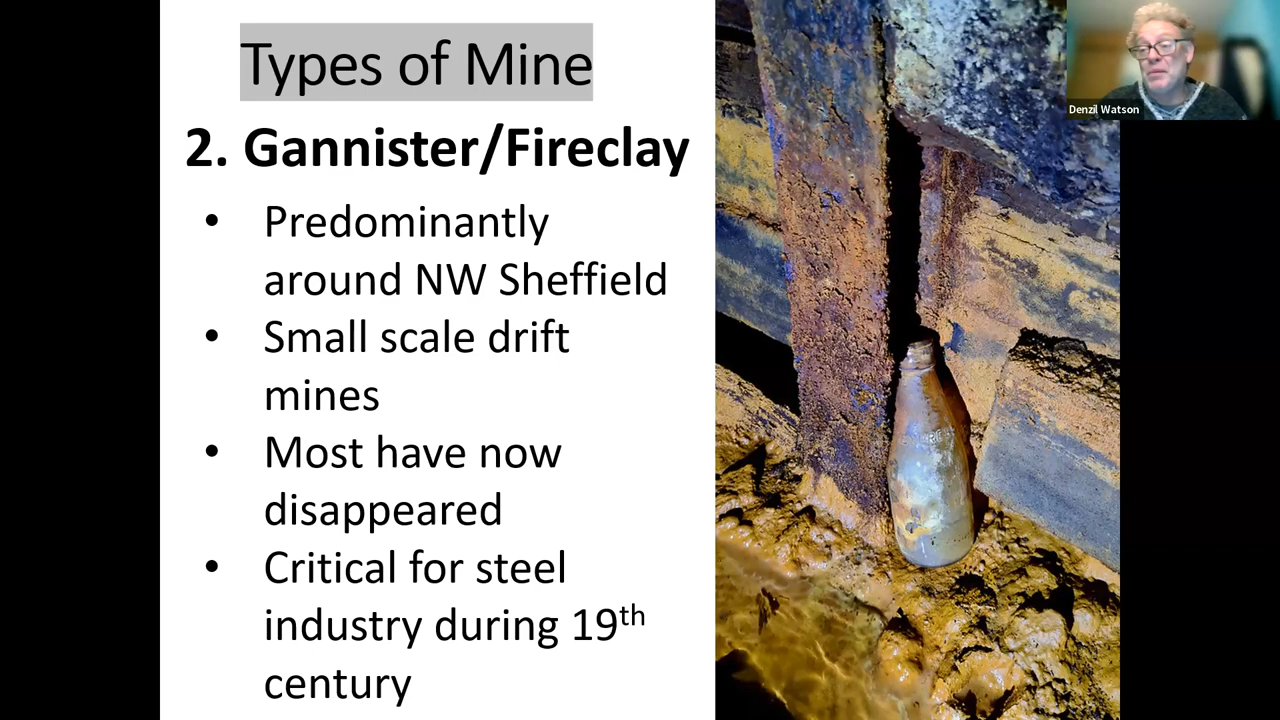 Types of Mine
2. Gannister/Fireclay
• Predominantly
around NW Sheffield
• Small scale drift
mines
• Most have now
disappeared
• Critical for steel
industry during 19th
century
Denzil Watson